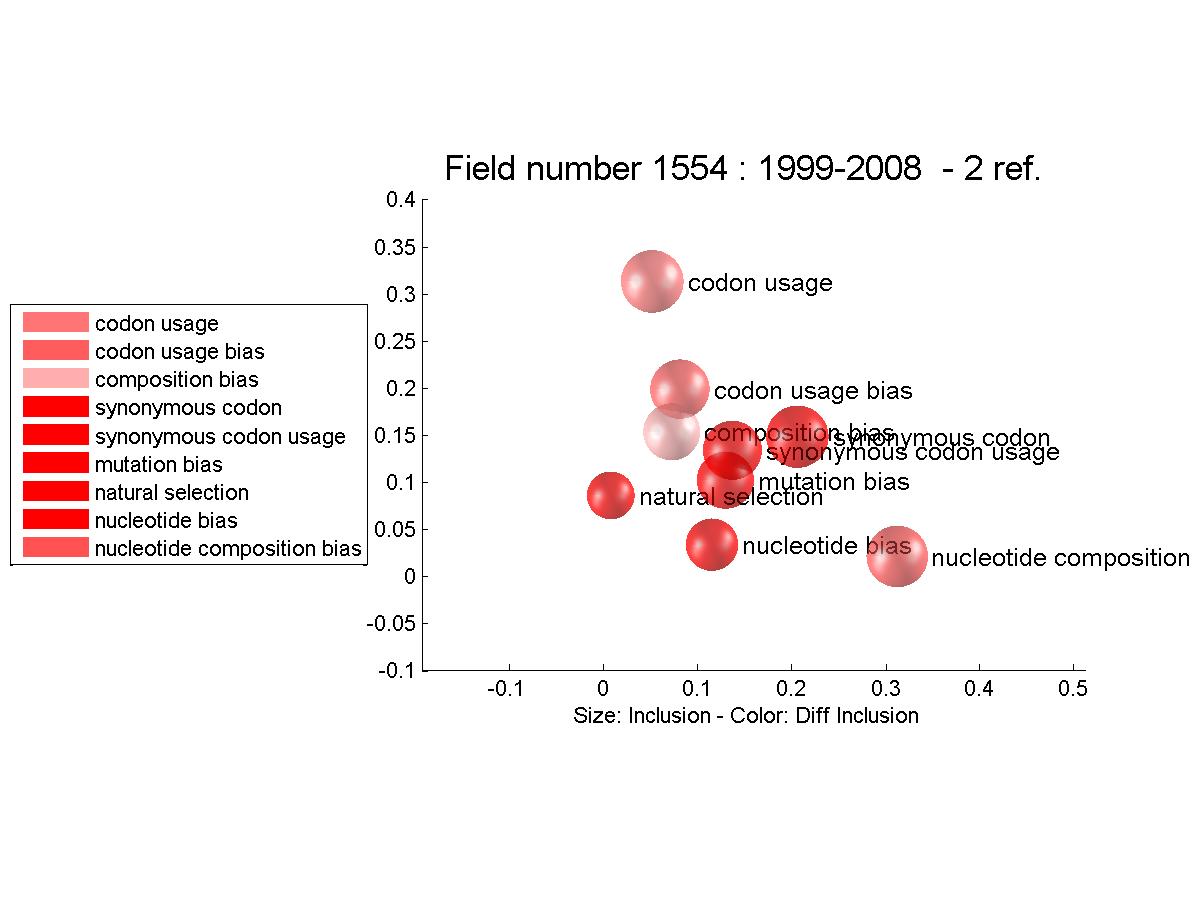 Field number 1554 : 1999-2008 - 2 ref.
0.4
0.35
0.3
0.25
0.2
0.15
0.1
0.05
0
-0.05
-0.1
-0.1
0
0.1
0.2
0.3
0.4
0.5
Size: Inclusion - Color: Diff Inclusion
codon usage
codon usage bias
composition bias
synonymous codon
synonymous codon usage
mutation bias
natural selection
nucleotide bias
nucleotide composition
codon usage
codon usage bias
composition bias
synonymous codon
synonymous codon usage
mutation bias
natural selection
nucleotide bias
nucleotide composition bias